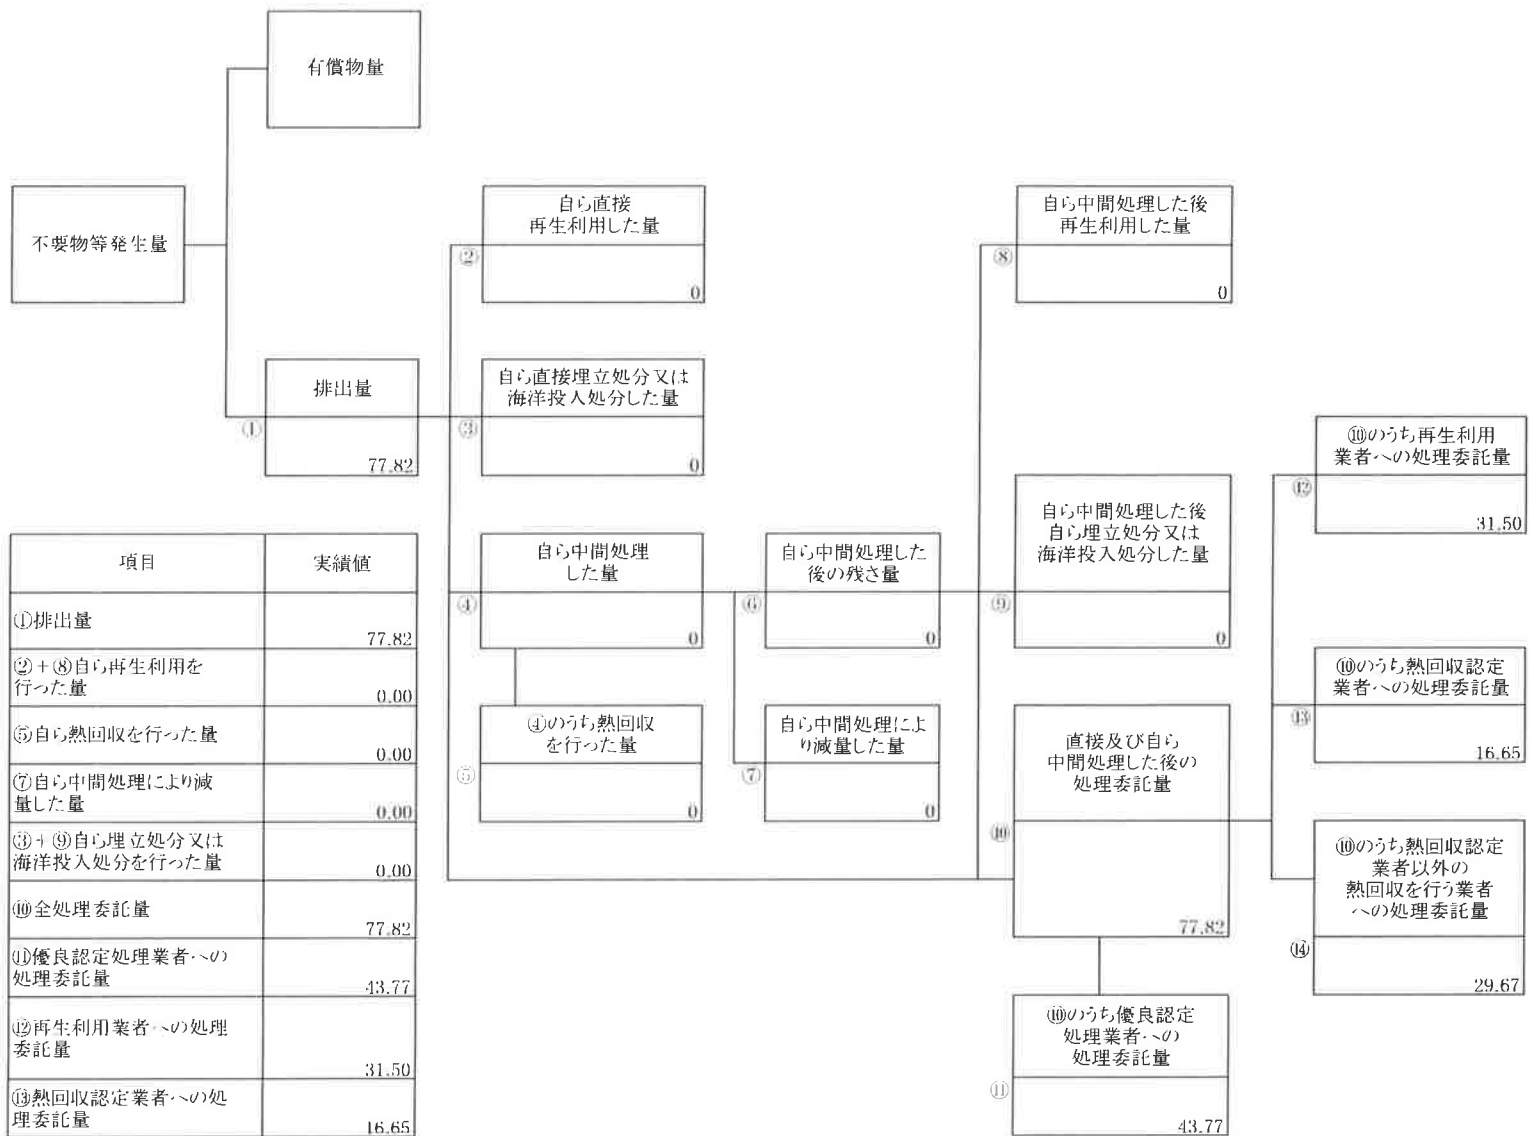 有償物量
不要物等発生量
排出量
①
77.82
自ら直接
再生利用した量
②
0
自ら直接埋立処分又は
海洋投入処分した量
③
0
自ら中間処理
した量
④
0
④のうち熱回収
を行った量
⑤
0
自ら中間処理した
後の残さ量
⑥
0
自ら中間処理によ
り減量した量
⑦
0
自ら中間処理した後
再生利用した量
⑧
0
自ら中間処理した後
自ら埋立処分又は
海洋投入処分した量
⑨
0
直接及び自ら
中間処理した後の
処理委託量
⑩
77.82
⑩のうち優良認定
処理業者への
処理委託量
⑪
43.77
⑩のうち再生利用
業者への処理委託量
⑫
31.50
⑩のうち熱回収認定
業者への処理委託量
⑬
16.65
⑩のうち熱回収認定
業者以外の
熱回収を行う業者
への処理委託量
⑭
29.67
項目
実績値
①排出量
77.82
②+⑧自ら再生利用を
行った量
0.00
⑤自ら熱回収を行った量
0.00
⑦自ら中間処理により減
量した量
0.00
③+⑨自ら埋立処分又は
海洋投入処分を行った量
0.00
⑩全処理委託量
77.82
⑪優良認定処理業者への
処理委託量
43.77
⑫再生利用業者への処理
委託量
31.50
⑬熱回収認定業者への処
理委託量
16.65